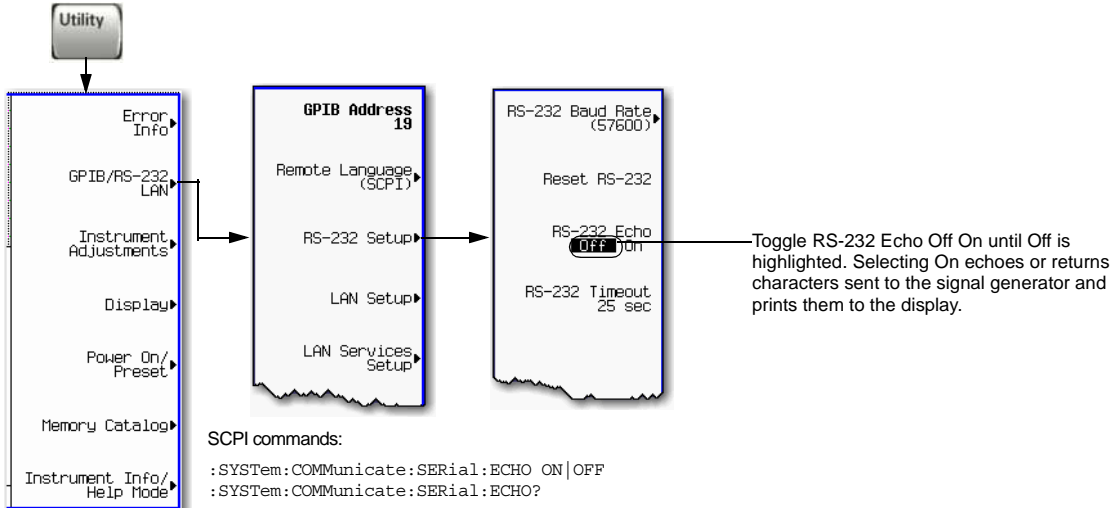 Utility
Error
Info
GPIB/RS-232
LAN
Instrument
Adjustments
Display
Power On/
Preset
Memory Catalog
Instrument Info/
Help Mode
GPIB Address
19
Remote Language
(SCPI)
RS-232 Setup
LAN Setup
LAN Services
Setup
RS-232 Baud Rate
(57600)
Reset RS-232
RS-232 Echo
Off On
RS-232 Timeout
25 sec
Toggle RS-232 Echo Off On until Off is
highlighted. Selecting On echoes or returns
characters sent to the signal generator and
prints them to the display.
SCPI commands:
:SYSTem:COMMunicate:SERial:ECHO ON|OFF
:SYSTem:COMMunicate:SERial:ECHO?